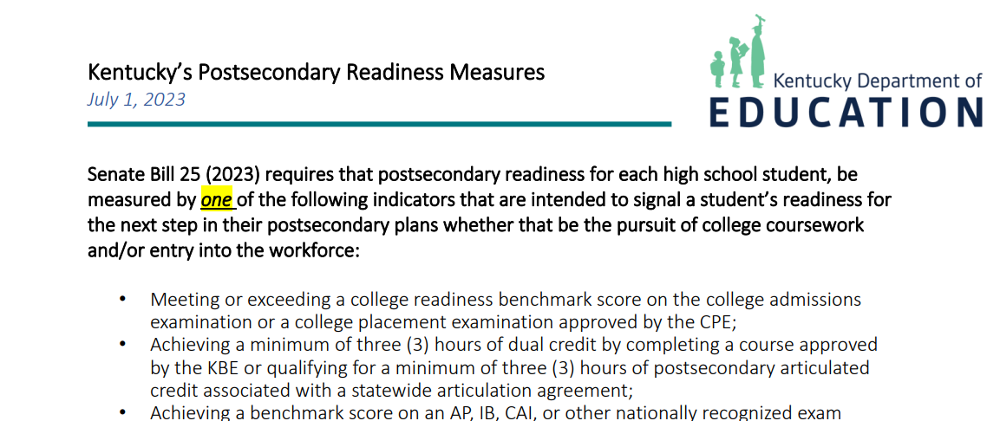 Kentucky's Postsecondary Readiness Measures
July 1, 2023
Kentucky Department of
EDUCATION
Senate Bill 25 (2023) requires that postsecondary readiness for each high school student, be
measured by one of the following indicators that are intended to signal a student's readiness for
the next step in their postsecondary plans whether that be the pursuit of college coursework
and/or entry into the workforce:
• Meeting or exceeding a college readiness benchmark score on the college admissions
examination or a college placement examination approved by the CPE;
• Achieving a minimum of three (3) hours of dual credit by completing a course approved
by the KBE or qualifying for a minimum of three (3) hours of postsecondary articulated
credit associated with a statewide articulation agreement;
• Achieving a benchmark score on an AP, IB, CAI, or other nationally recognized exam